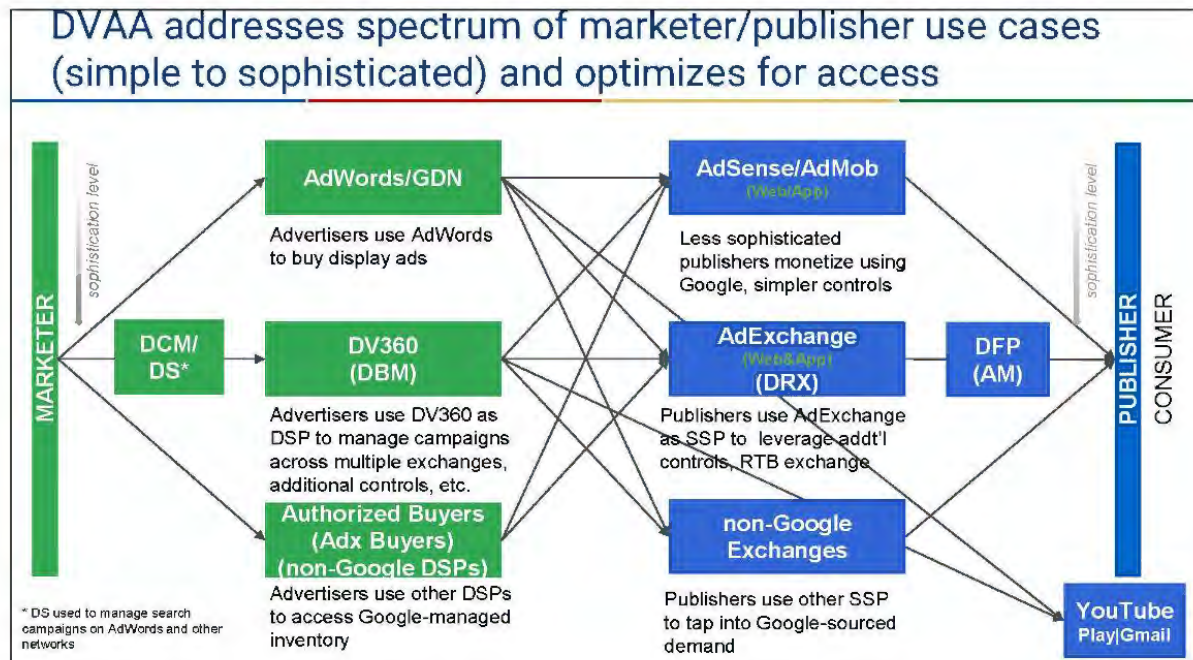 DVAA addresses spectrum of marketer/publisher use cases
(simple to sophisticated) and optimizes for access
MARKETER
sophistication level
DCM/
DS*
AdWords/GDN
Advertisers use AdWords
to buy display ads
DV360
(DBM)
Advertisers use DV360 as
DSP to manage campaigns
across multiple exchanges,
additional controls, etc.
Authorized Buyers
(Adx Buyers)
(non-Google DSPs)
Advertisers use other DSPs
to access Google-managed
inventory
* DS used to manage search
campaigns on AdWords and other
networks
AdSense/AdMob
(Web/App)
Less sophisticated
publishers monetize using
Google, simpler controls
AdExchange
(Web&App)
(DRX)
Publishers use AdExchange
as SSP to leverage addt'l
controls, RTB exchange
non-Google
Exchanges
Publishers use other SSP
to tap into Google-sourced
demand
DFP
(AM)
sophistication level
PUBLISHER
CONSUMER
YouTube
Play|Gmail